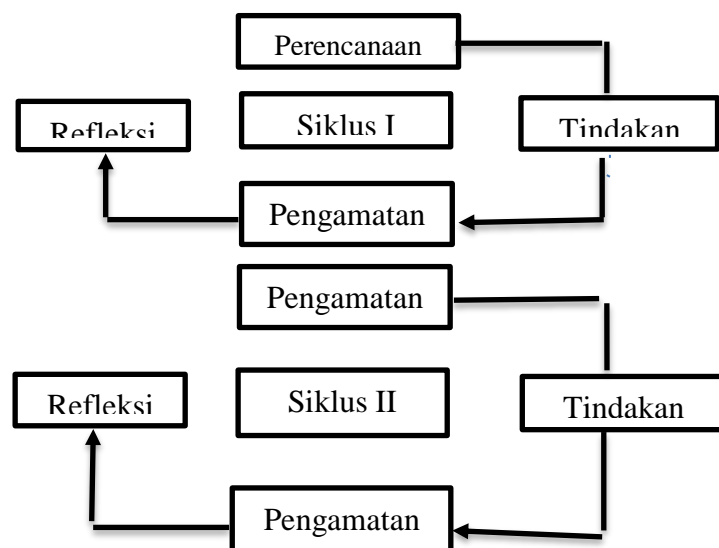 Perencanaan
Refleksi
Siklus I
Tindakan
Pengamatan
Pengamatan
Refleksi
Siklus II
Tindakan
Pengamatan